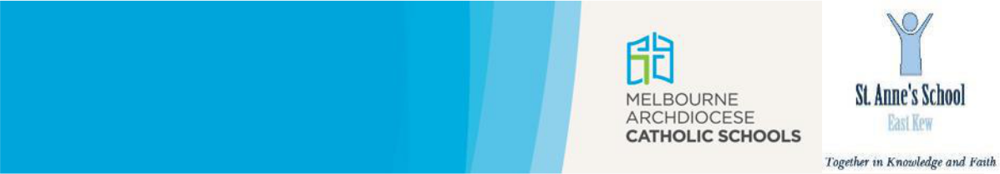 MELBOURNE
ARCHDIOCESE
CATHOLIC SCHOOLS
St. Anne's School
East Kew
Together in Knowledge and Faith